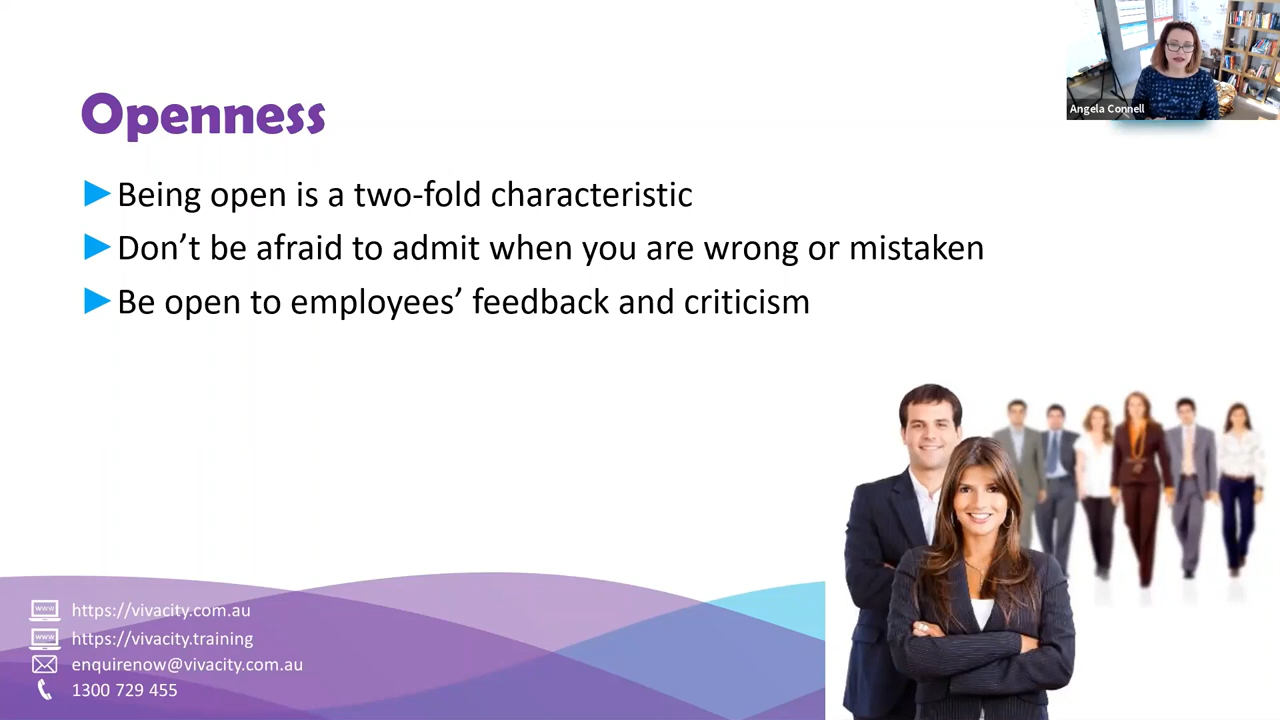 Openness
Being open is a two-fold characteristic
Don’t be afraid to admit when you are wrong or mistaken
Be open to employees’ feedback and criticism
Angela Connell
https://vivacity.com.au
https://vivacity.training
enquirenow@vivacity.com.au
1300 729 455